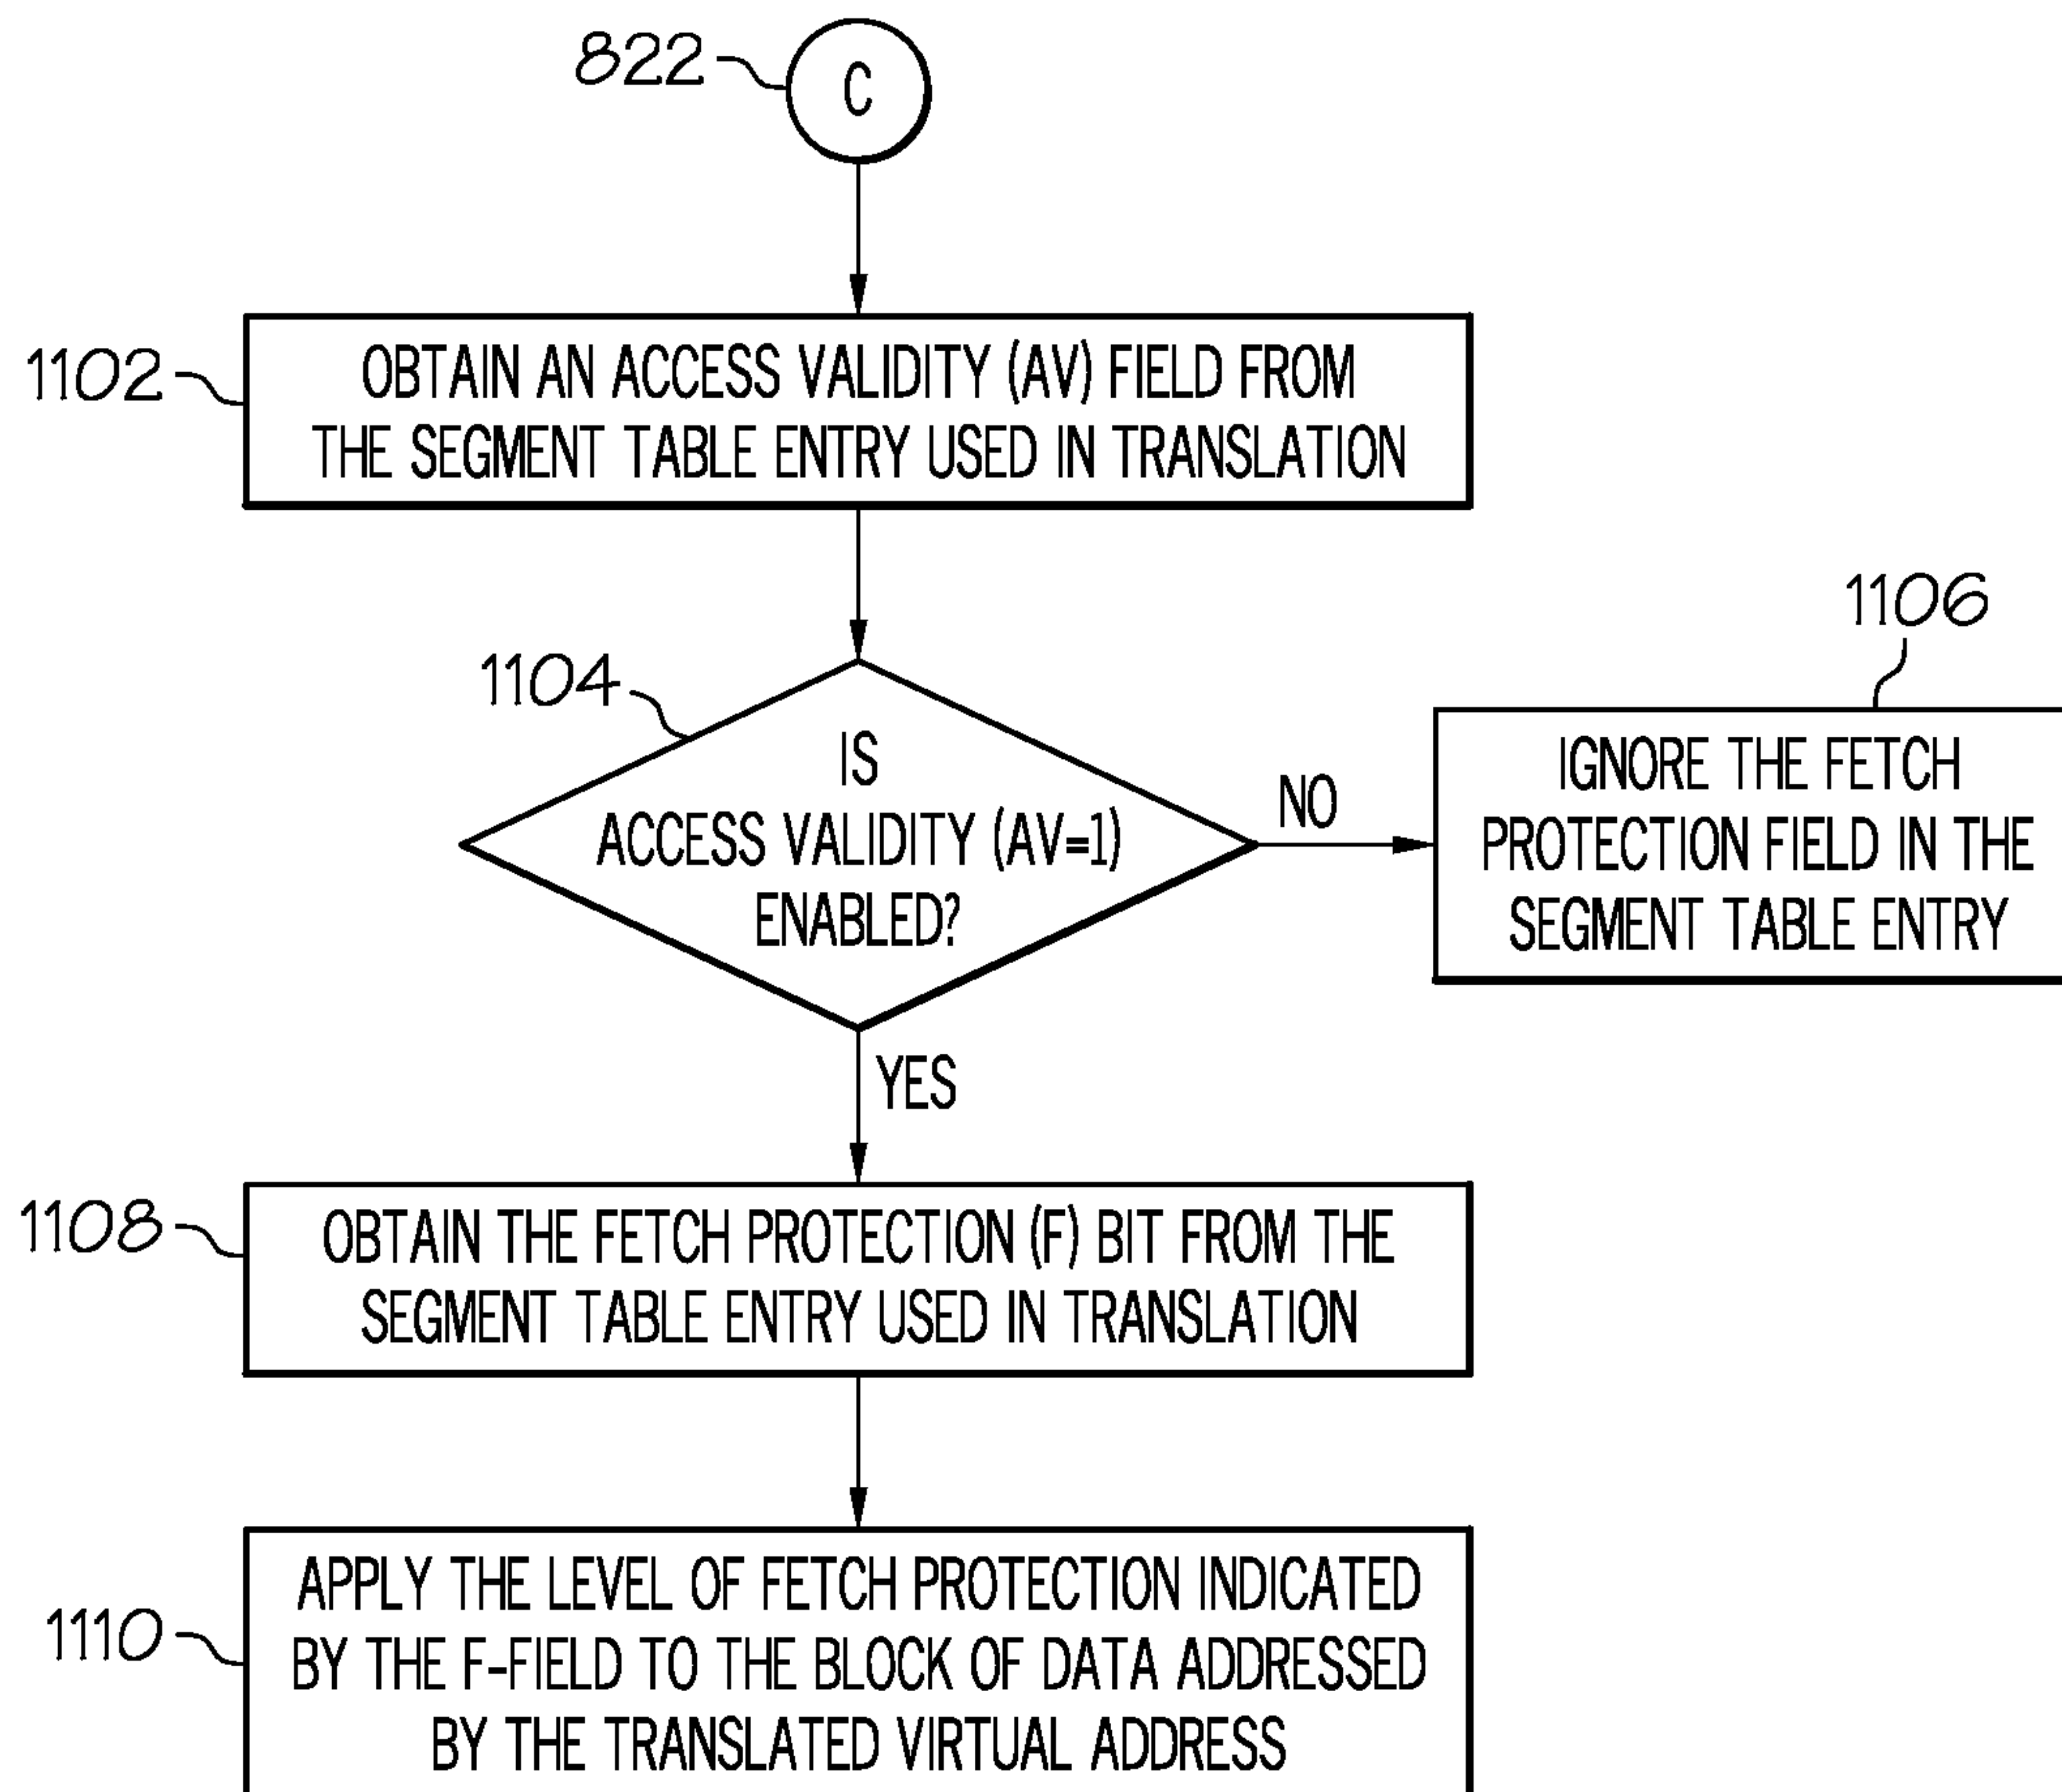 822
C
1102
OBTAIN AN ACCESS VALIDITY (AV) FIELD FROM
THE SEGMENT TABLE ENTRY USED IN TRANSLATION
1104
IS
ACCESS VALIDITY (AV=1)
ENABLED?
NO
1106
IGNORE THE FETCH
PROTECTION FIELD IN THE
SEGMENT TABLE ENTRY
YES
1108
OBTAIN THE FETCH PROTECTION (F) BIT FROM THE
SEGMENT TABLE ENTRY USED IN TRANSLATION
1110
APPLY THE LEVEL OF FETCH PROTECTION INDICATED
BY THE F-FIELD TO THE BLOCK OF DATA ADDRESSED
BY THE TRANSLATED VIRTUAL ADDRESS